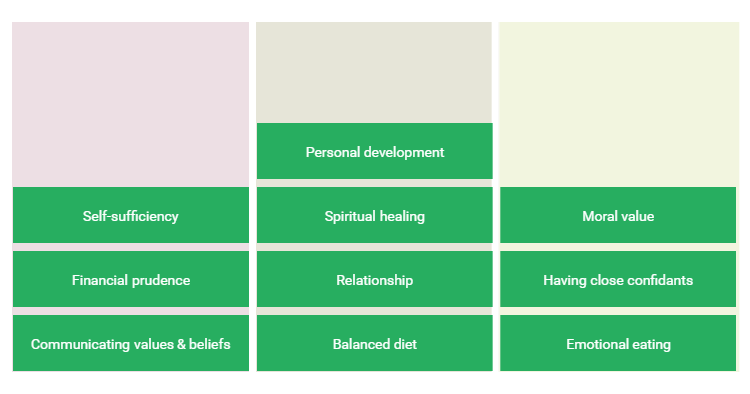 Personal development
Self-sufficiency
Spiritual healing
Moral value
Financial prudence
Relationship
Having close confidants
Communicating values & beliefs
Balanced diet
Emotional eating